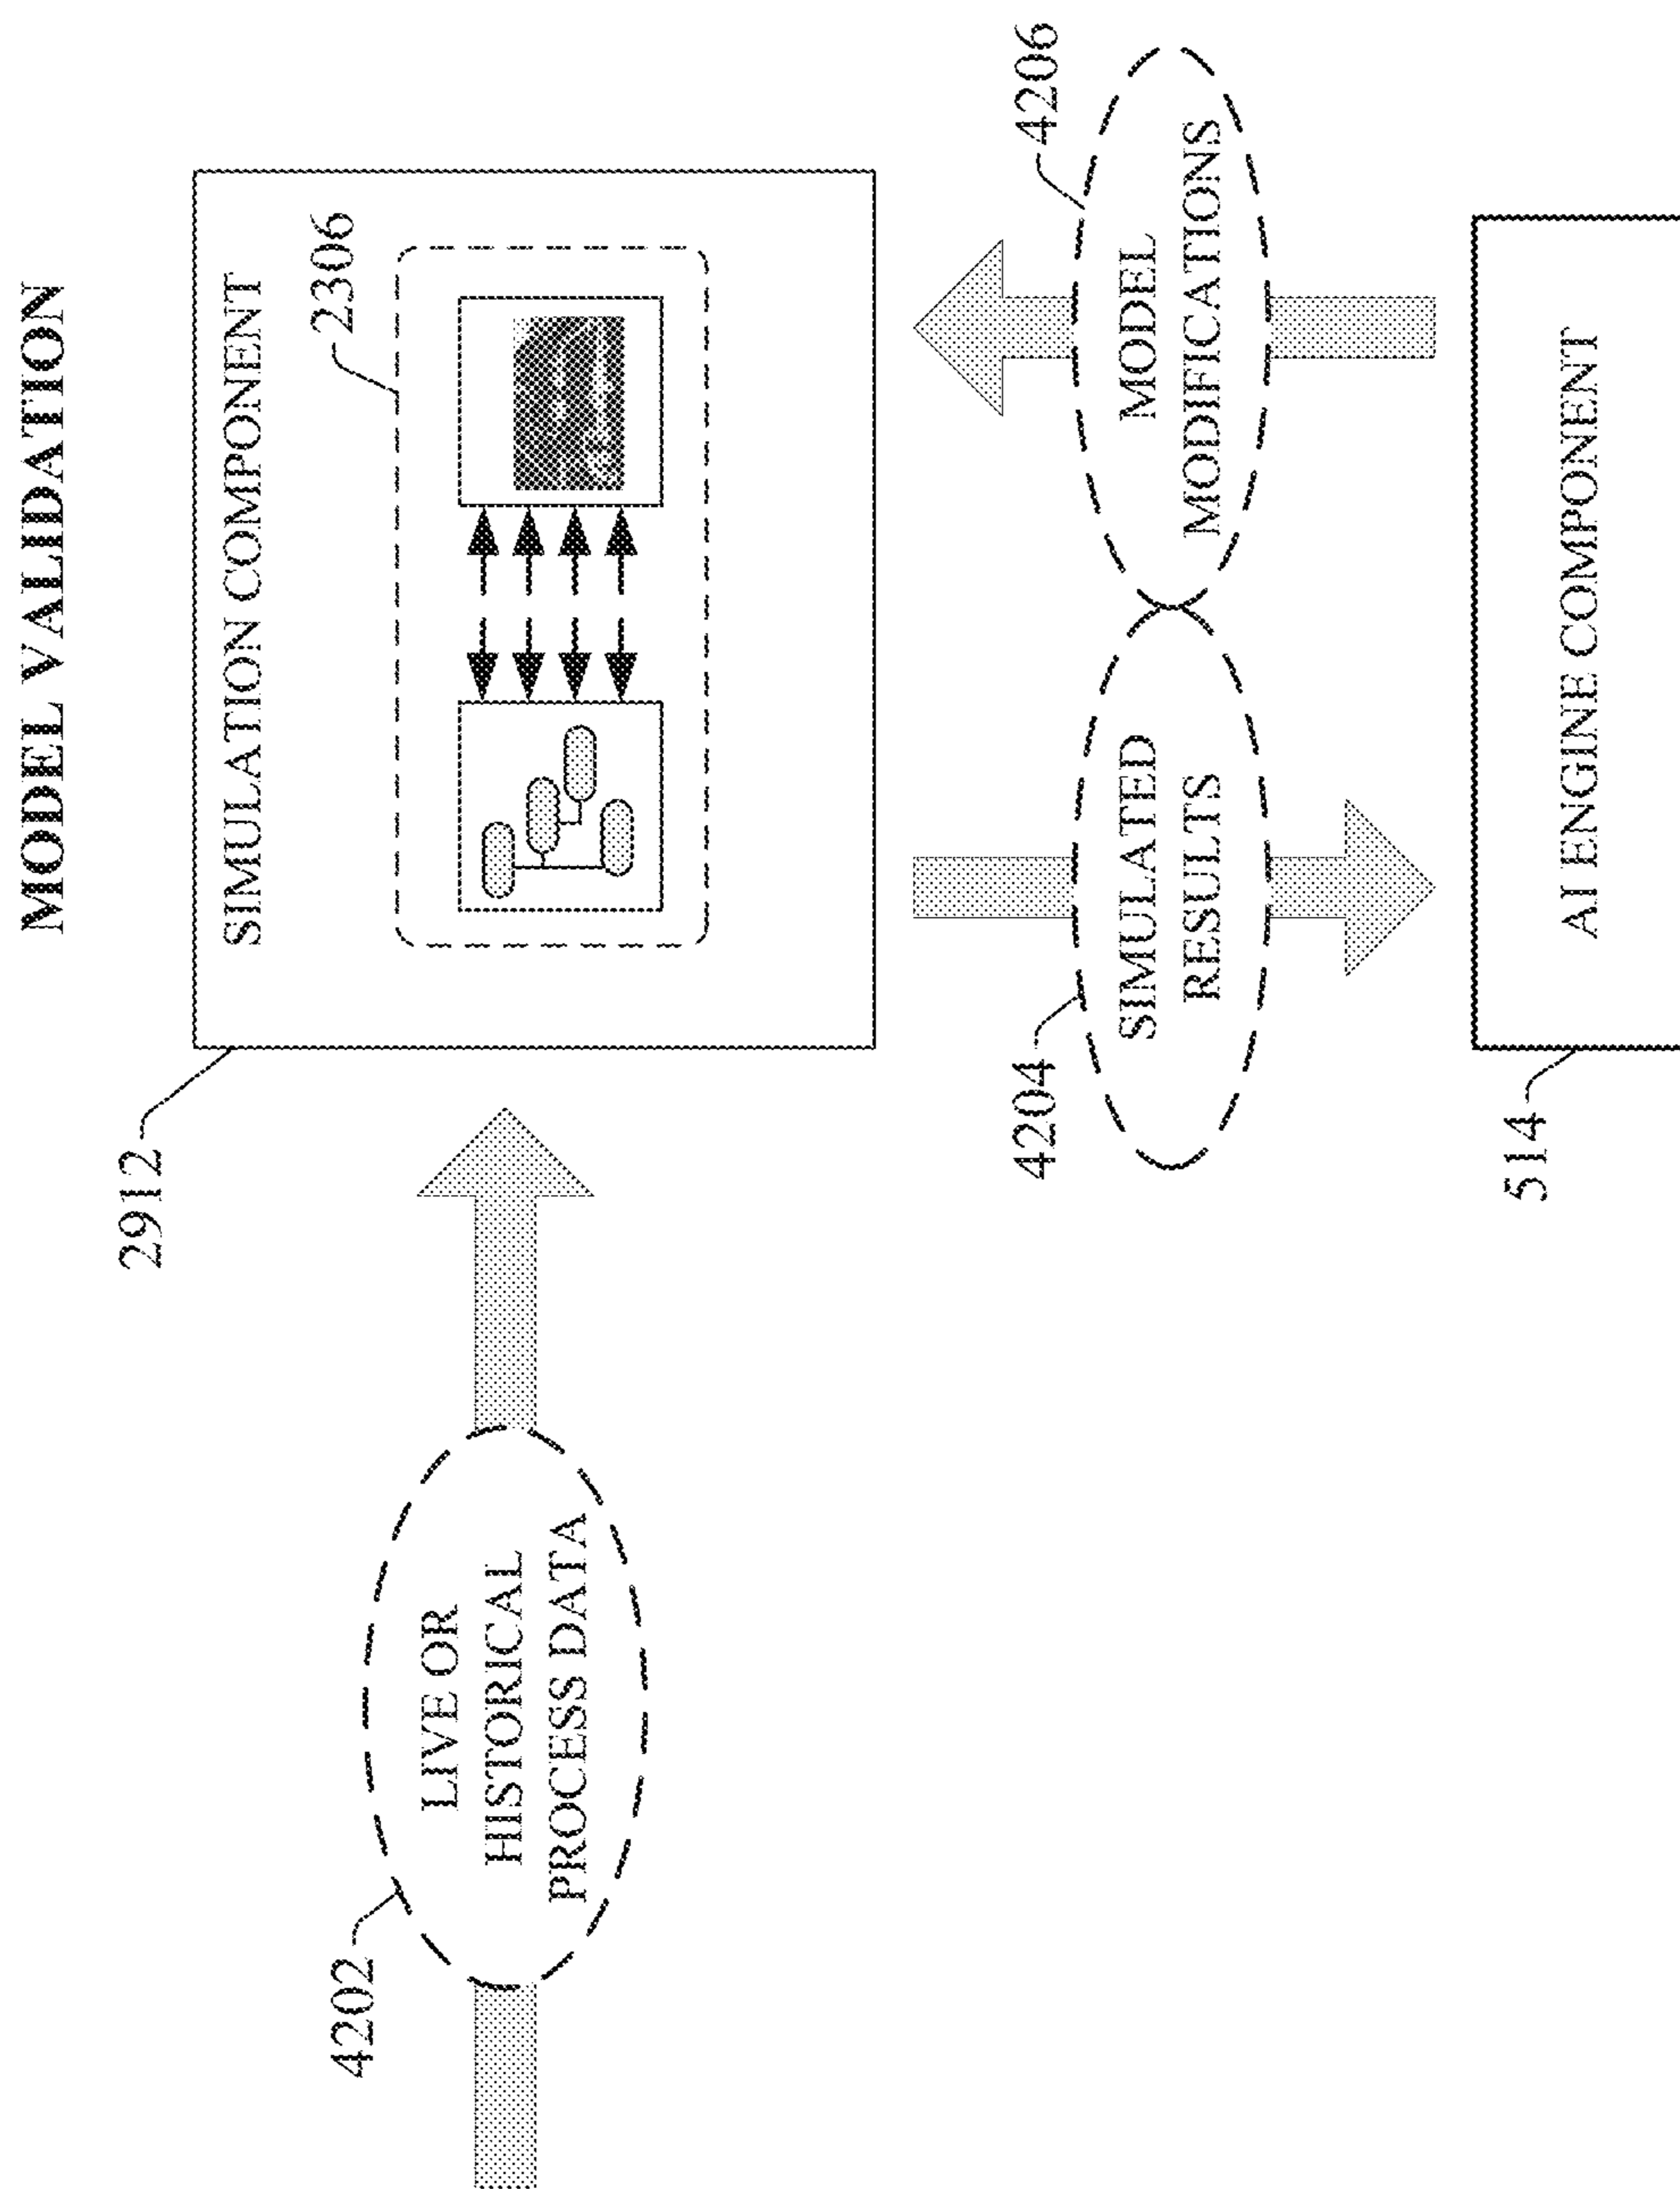 MODEL VALIDATION
2912
SIMULATION COMPONENT
2306
4202
LIVE OR
HISTORICAL
PROCESS DATA
4204
SIMULATED
RESULTS
4206
MODEL
MODIFICATIONS
514
AI ENGINE COMPONENT